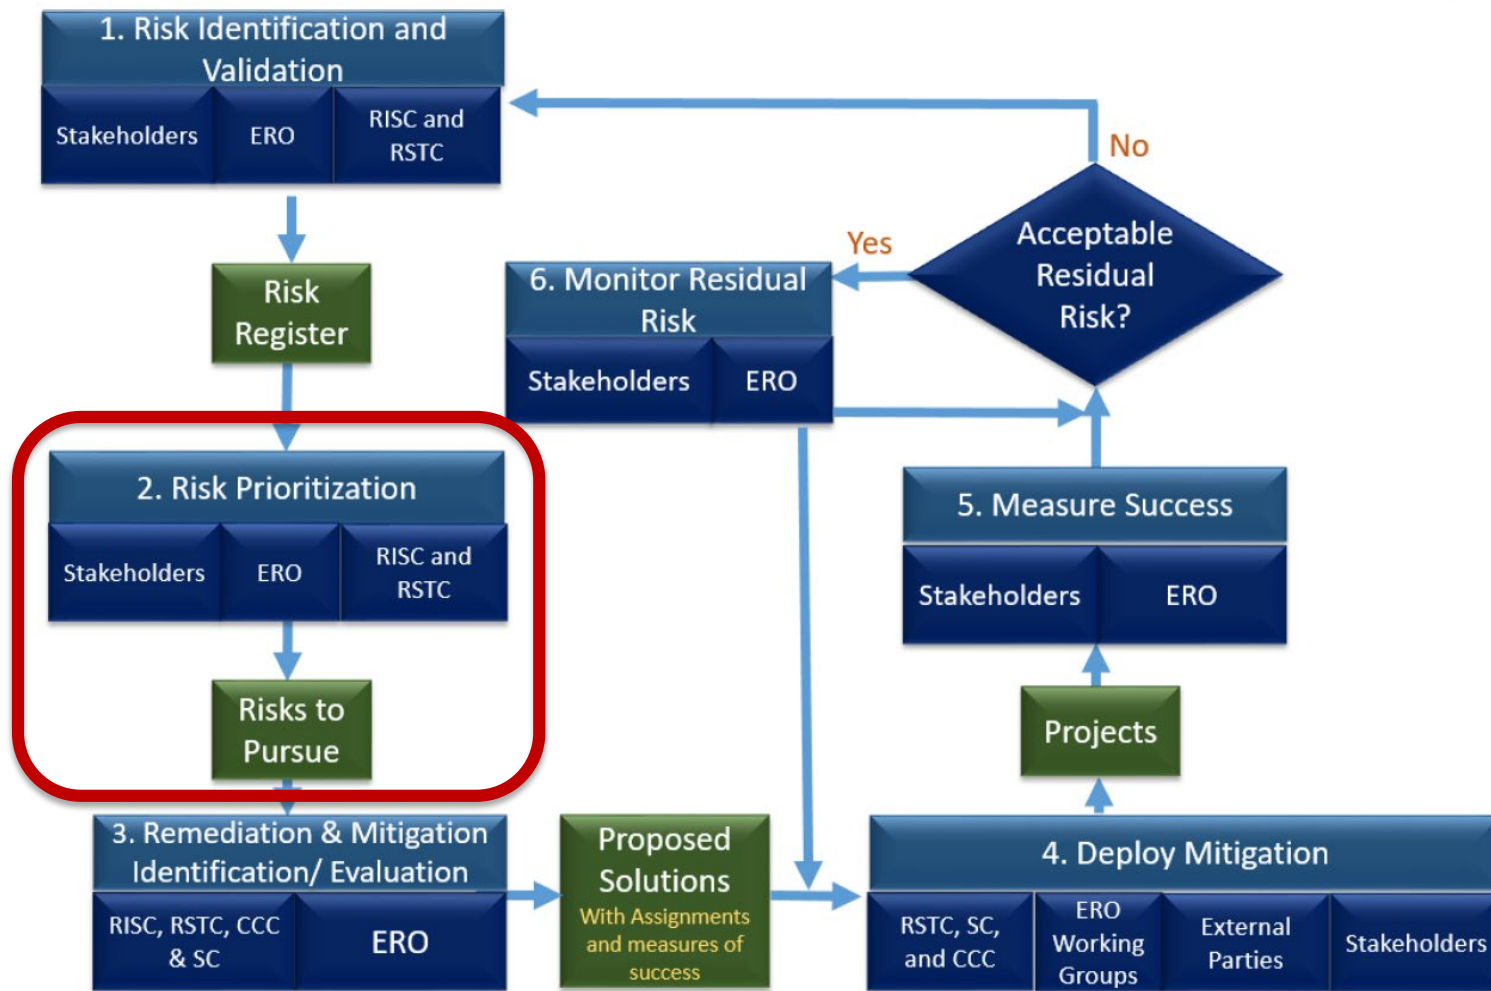 1. Risk Identification and
Validation
Stakeholders
ERO
RISC and
RSTC
Risk
Register
2. Risk Prioritization
Stakeholders
ERO
RISC and
RSTC
Risks to
Pursue
3. Remediation & Mitigation
Identification/ Evaluation
RISC, RSTC, CCC
& SC
ERO
Proposed
Solutions
With Assignments
and measures of
success
4. Deploy Mitigation
RSTC, SC,
and CCC
ERO
Working
Groups
External
Parties
Stakeholders
Projects
5. Measure Success
Stakeholders
ERO
Acceptable
Residual
Risk?
No
Yes
6. Monitor Residual
Risk
Stakeholders
ERO